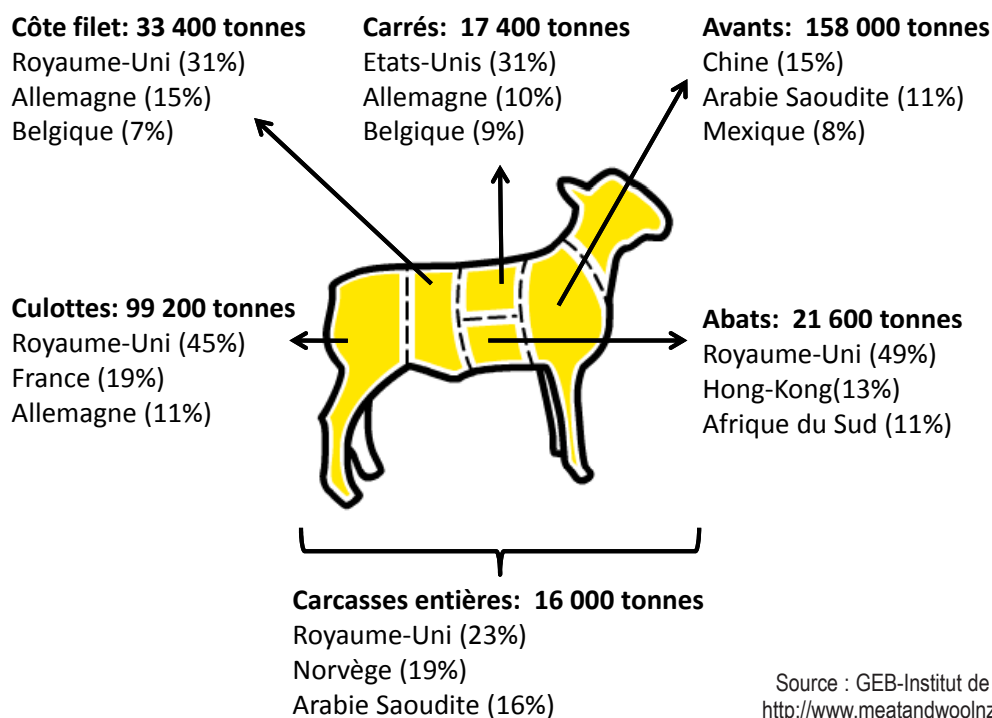 Côte filet: 33 400 tonnes
Royaume-Uni (31%)
Allemagne (15%)
Belgique (7%)
Carrés: 17 400 tonnes
Etats-Unis (31%)
Allemagne (10%)
Belgique (9%)
Avants: 158 000 tonnes
Chine (15%)
Arabie Saoudite (11%)
Mexique (8%)
Culottes: 99 200 tonnes
Royaume-Uni (45%)
France (19%)
Allemagne (11%)
Abats: 21 600 tonnes
Royaume-Uni (49%)
Hong-Kong(13%)
Afrique du Sud (11%)
Carcasses entières: 16 000 tonnes
Royaume-Uni (23%)
Norvège (19%)
Arabie Saoudite (16%)
Source : GEB-Institut de
http://www.meatandwoolnz